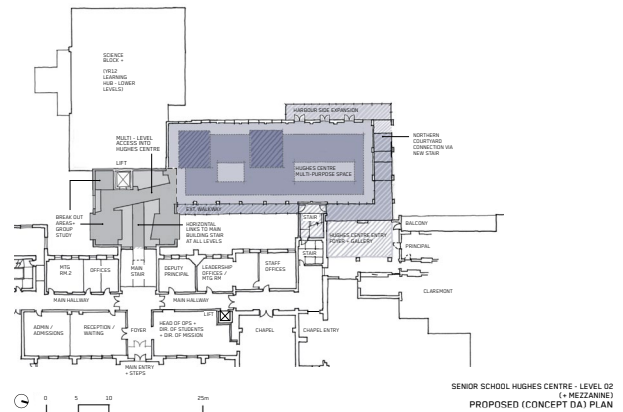 SCIENCE
BLOCK +
(YR12
LEARNING
HUB - LOWER
LEVELS)
HARBOUR SIDE EXPANSION
MULTI - LEVEL
ACCESS INTO
HUGHES CENTRE
NORTHERN
COURTYARD
CONNECTION VIA
NEW STAIR
LIFT
HUGHES CENTRE
MULTI-PURPOSE SPACE
EXT. WALKWAY
BREAK OUT
AREAS+
GROUP
STUDY
HORIZONTAL
LINKS TO MAIN
BUILDING STAIR
AT ALL LEVELS
STAIR
HUGHES CENTRE ENTRY
FOYER + GALLERY
BALCONY
PRINCIPAL
STAIR
MTG
RM.2
OFFICES
MAIN
STAIR
DEPUTY
PRINCIPAL
LEADERSHIP
OFFICES /
MTG RM
STAFF
OFFICES
CLAREMONT
MAIN HALLWAY
MAIN HALLWAY
LIFT
ADMIN /
ADMISSIONS
RECEPTION /
WAITING
FOYER
HEAD OF OPS +
DIR. OF STUDENTS
+ DIR. OF MISSION
CHAPEL
CHAPEL ENTRY
MAIN ENTRY
+ STEPS
0 5 10 25m
SENIOR SCHOOL HUGHES CENTRE - LEVEL 02
(+ MEZZANINE)
PROPOSED (CONCEPT DA) PLAN